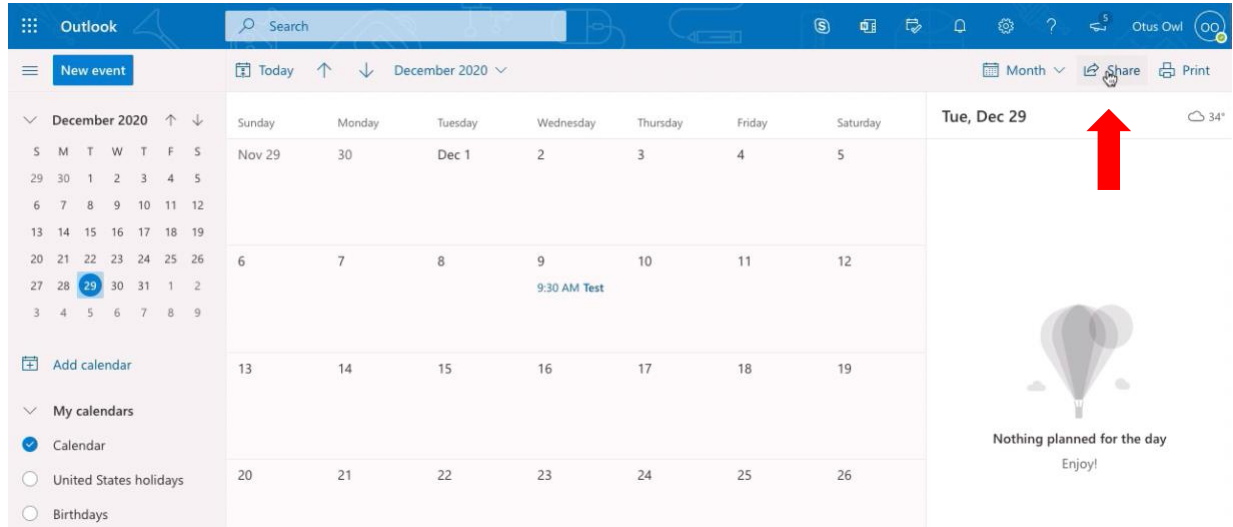 Outlook
Search
5
Otus Owl
OO
New event
Today
December 2020
Month
Share
Print
December 2020
S M T W T F S
29 30 1 2 3 4 5
6 7 8 9 10 11 12
13 14 15 16 17 18 19
20 21 22 23 24 25 26
27 28 29 30 31 1 2
3 4 5 6 7 8 9
Add calendar
My calendars
Calendar
United States holidays
Birthdays
Sunday Monday Tuesday Wednesday Thursday Friday Saturday
Nov 29 30 Dec 1 2 3 4 5
6 7 8 9 10 11 12
9:30 AM Test
13 14 15 16 17 18 19
20 21 22 23 24 25 26
Tue, Dec 29
34°
Nothing planned for the day
Enjoy!